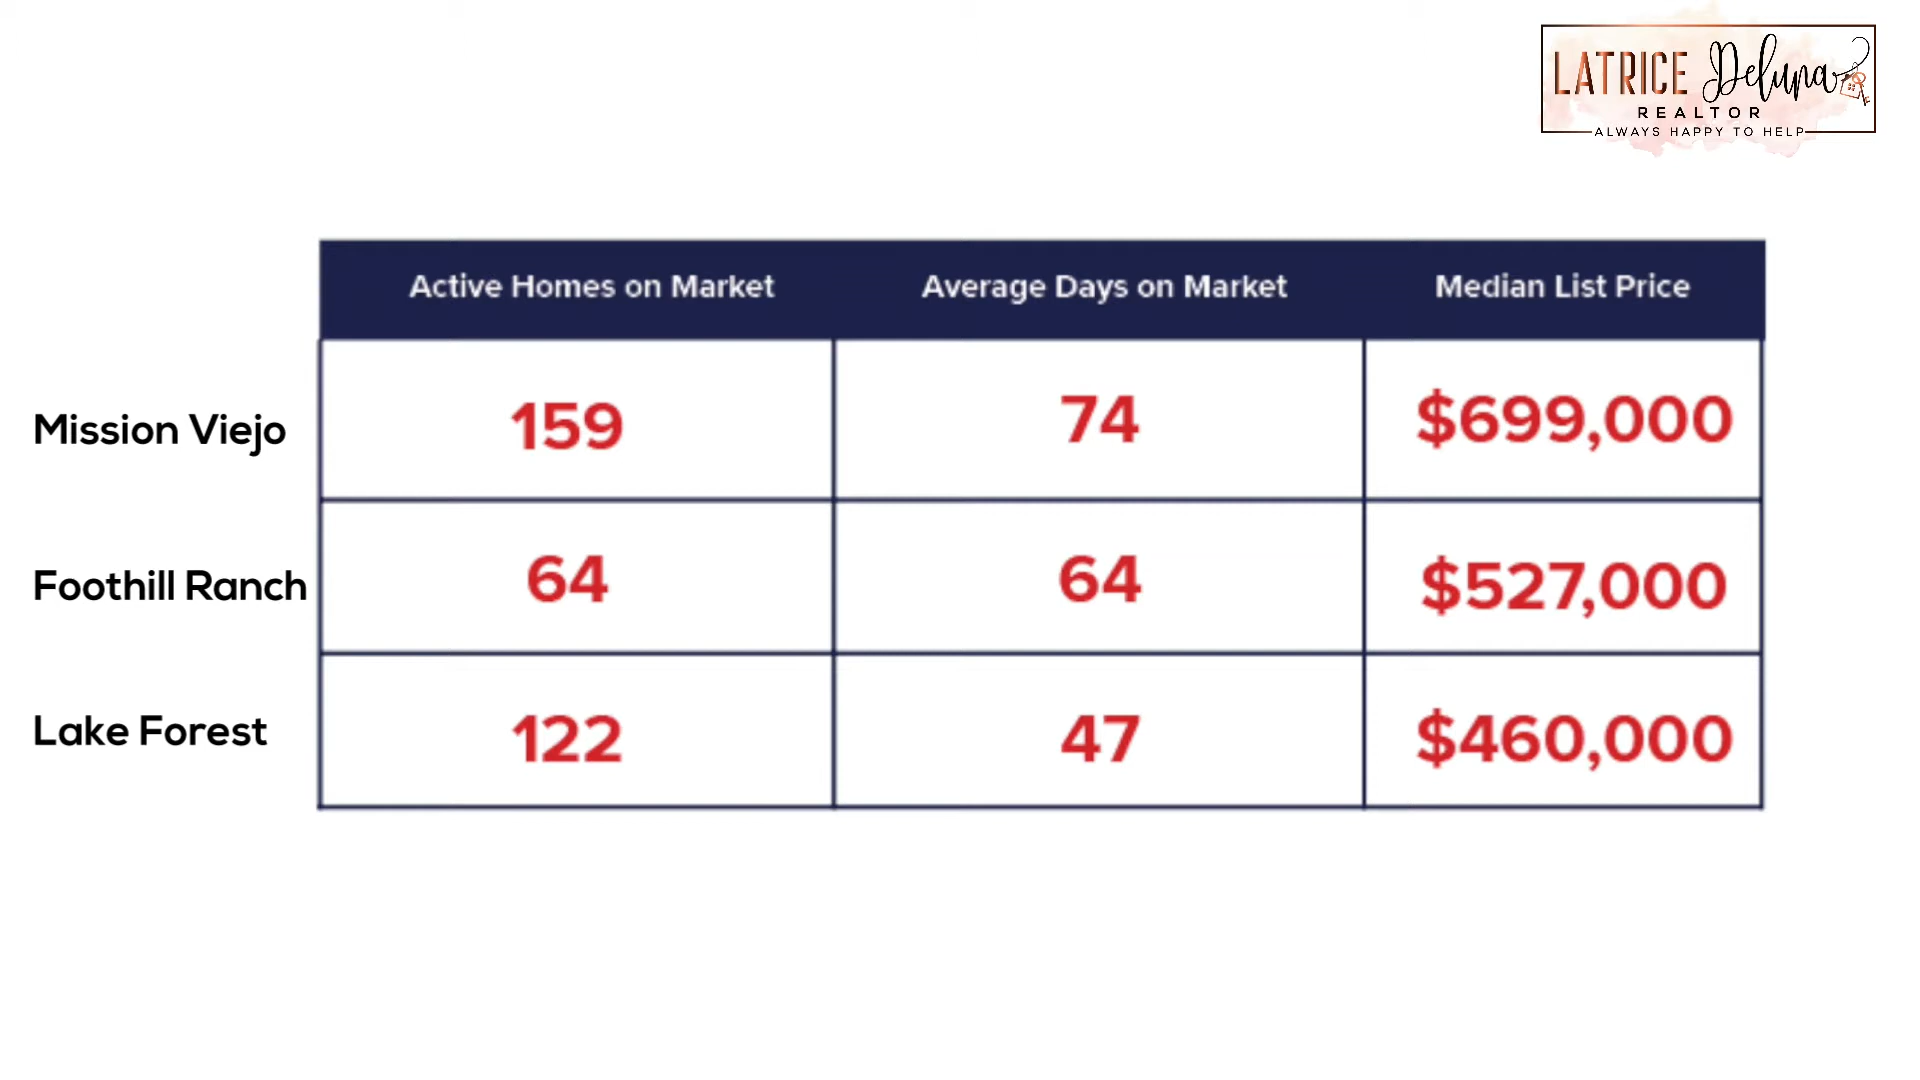 LATRICE Deluna
REALTOR
ALWAYS HAPPY TO HELP
Active Homes on Market Average Days on Market Median List Price
Mission Viejo 159 74 $699,000
Foothill Ranch 64 64 $527,000
Lake Forest 122 47 $460,000